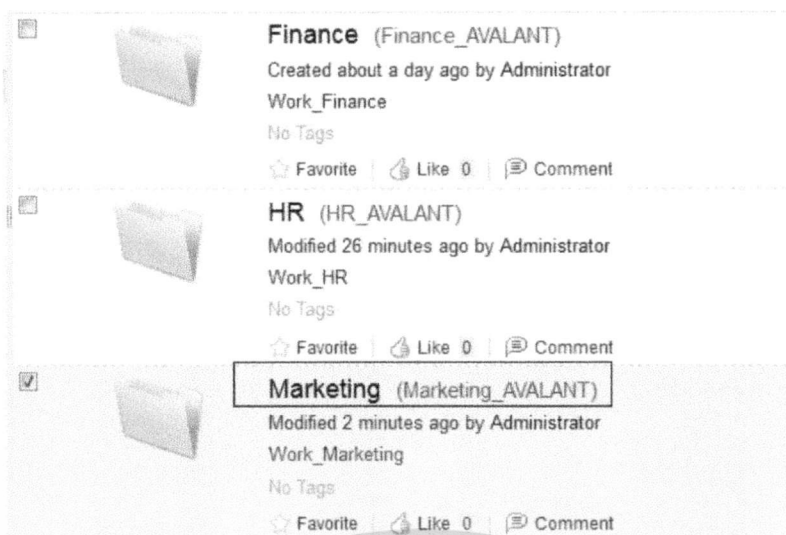 Finance (Finance_AVALANT)
Created about a day ago by Administrator
Work_Finance
No Tags
Favorite Like 0 Comment
HR (HR_AVALANT)
Modified 26 minutes ago by Administrator
Work_HR
No Tags
Favorite Like 0 Comment
Marketing (Marketing_AVALANT)
Modified 2 minutes ago by Administrator
Work_Marketing
No Tags
Favorite Like 0 Comment